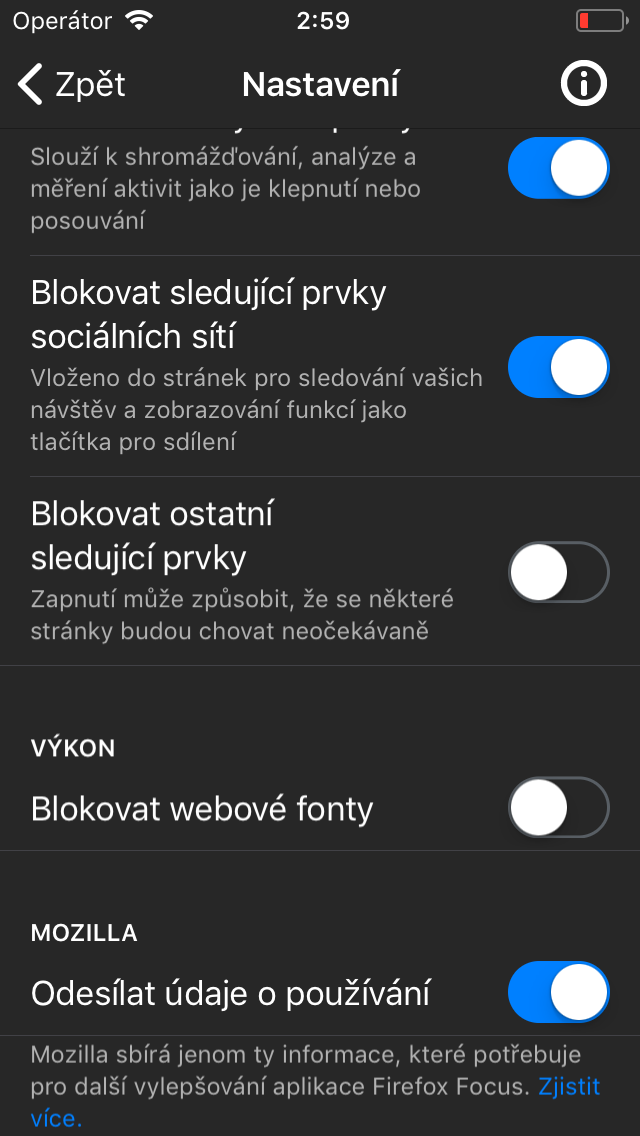 Operátor
2:59
Zpět
Nastavení
Slouží k shromážďování, analýze a
měření aktivit jako je klepnutí nebo
posouvání
Blokovat sledující prvky
sociálních sítí
Vloženo do stránek pro sledování vašich
návštěv a zobrazování funkcí jako
tlačítka pro sdílení
Blokovat ostatní
sledující prvky
Zapnutí může způsobit, že se některé
stránky budou chovat neočekávaně
VÝKON
Blokovat webové fonty
MOZILLA
Odesílat údaje o používání
Mozilla sbírá jenom ty informace, které potřebuje
pro další vylepšování aplikace Firefox Focus. Zjistit
více.